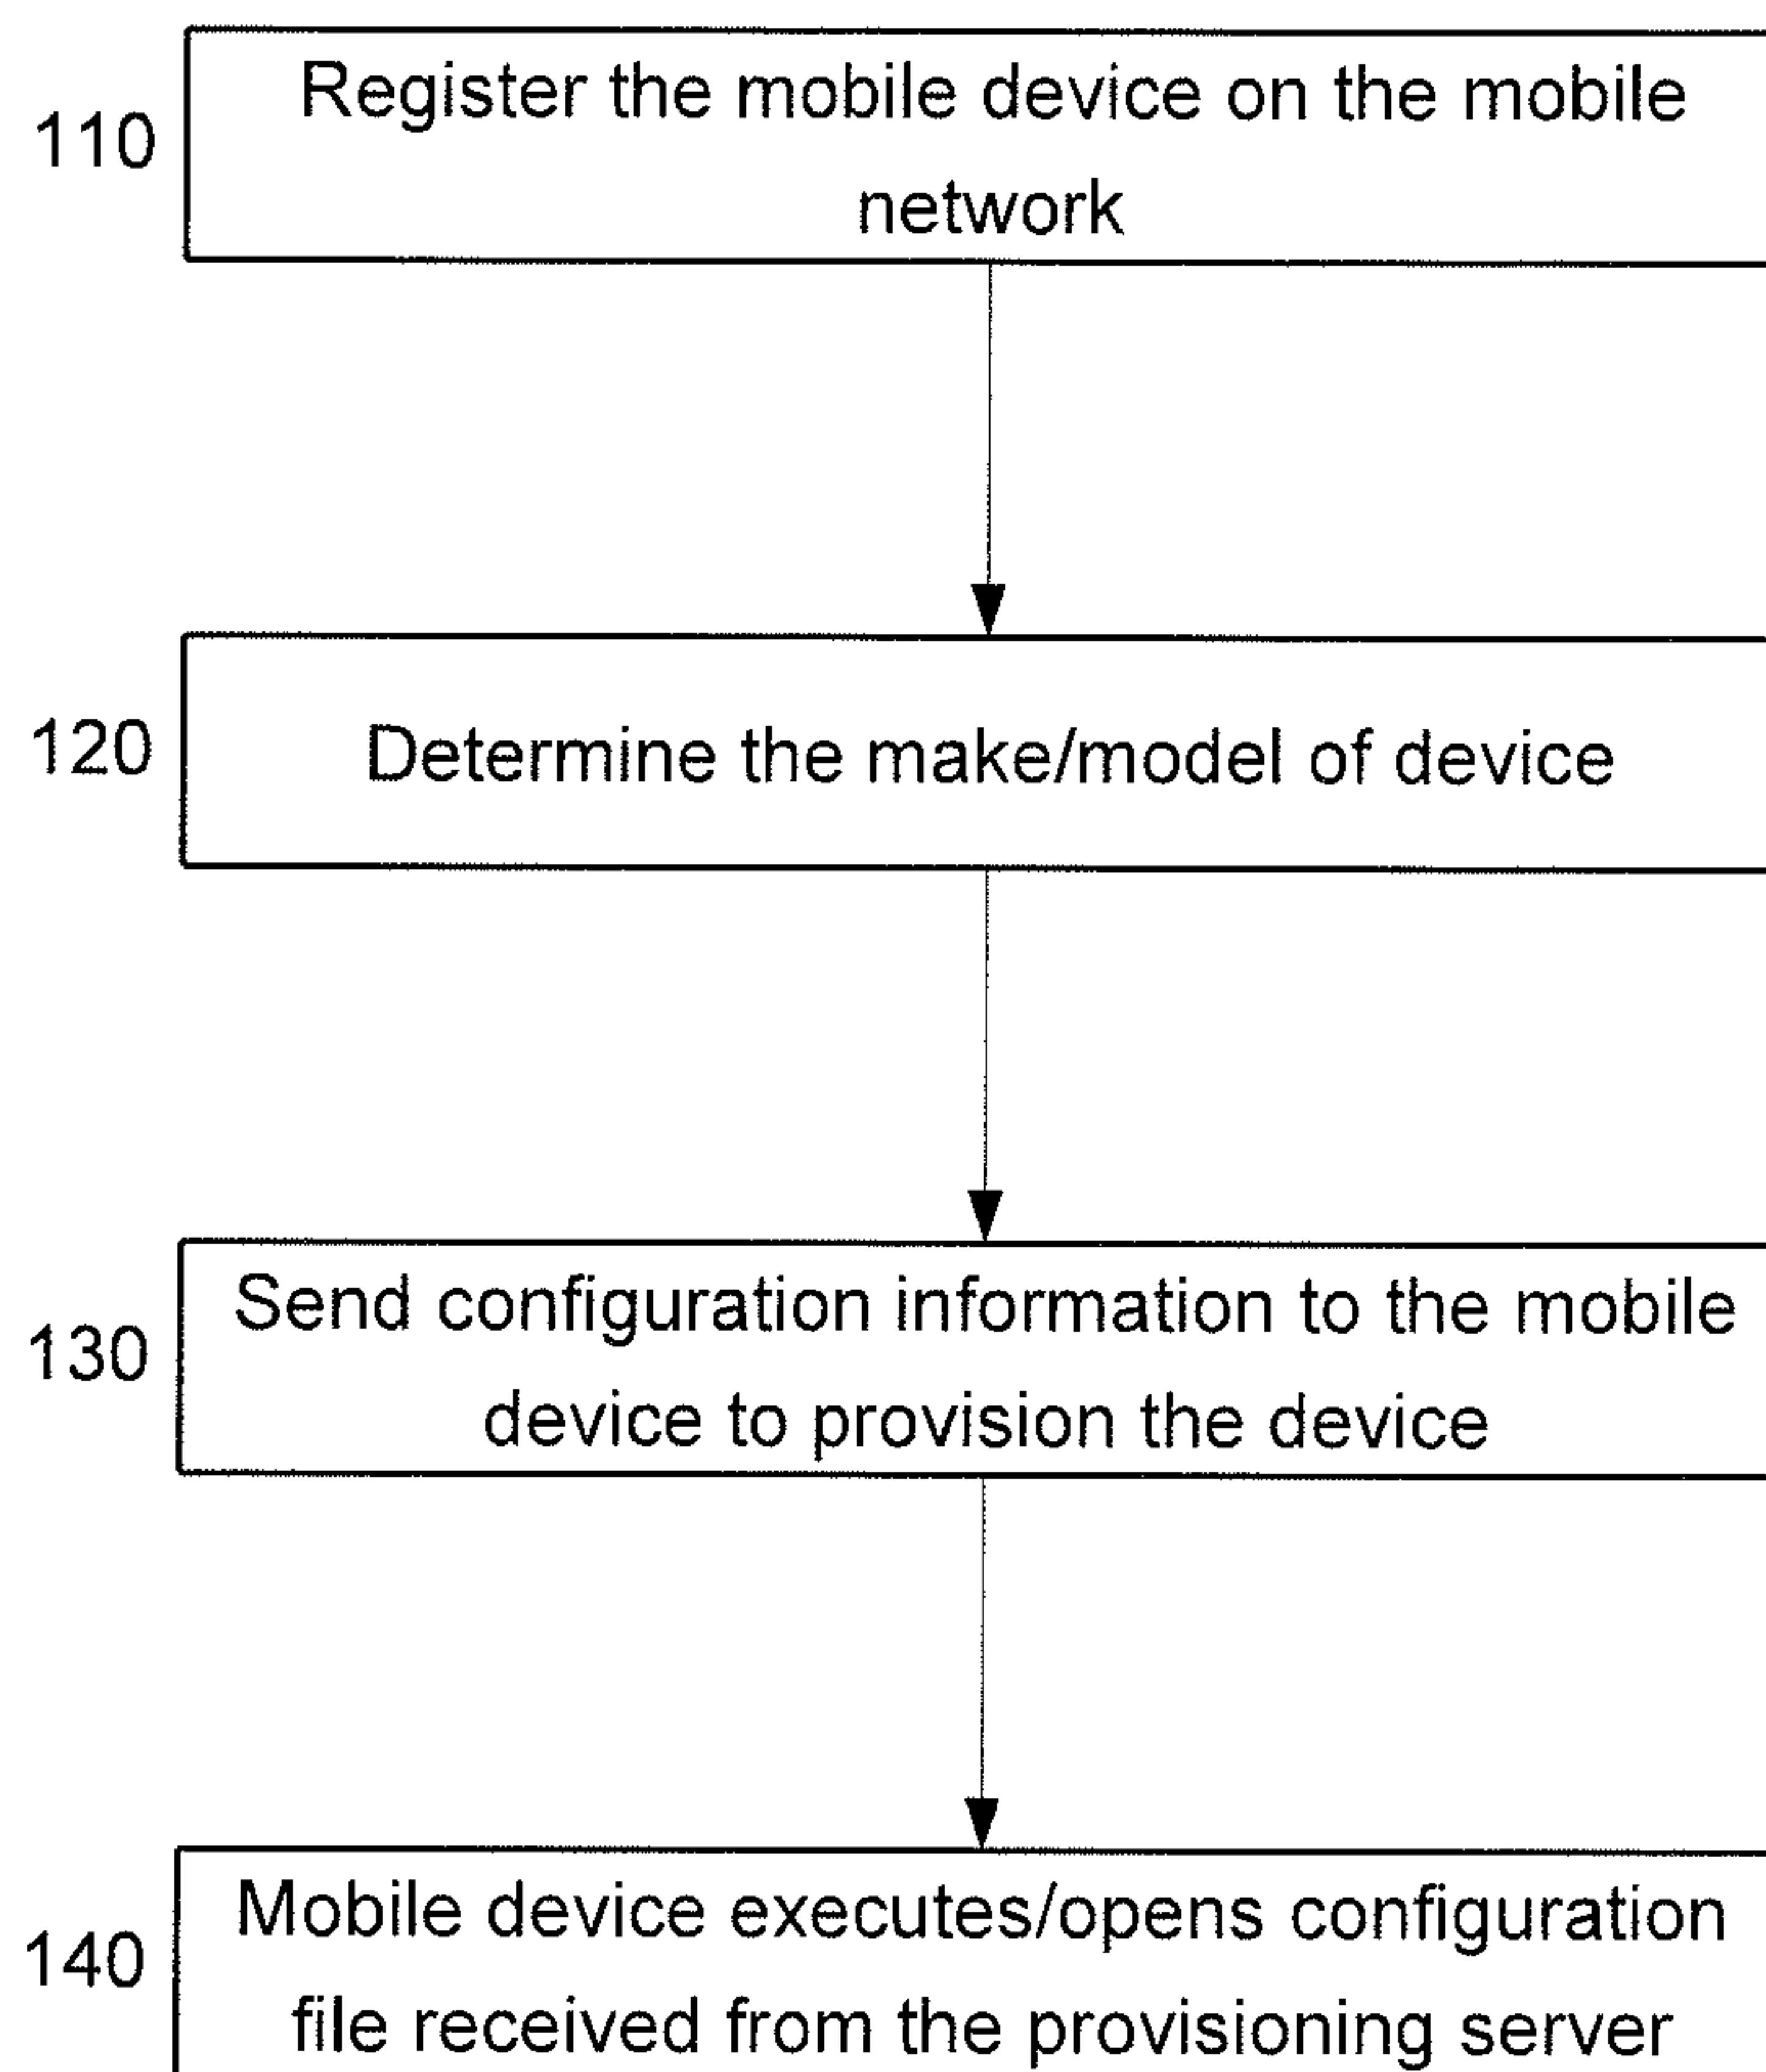 110
Register the mobile device on the mobile
network
120
Determine the make/model of device
130
Send configuration information to the mobile
device to provision the device
140
Mobile device executes/opens configuration
file received from the provisioning server